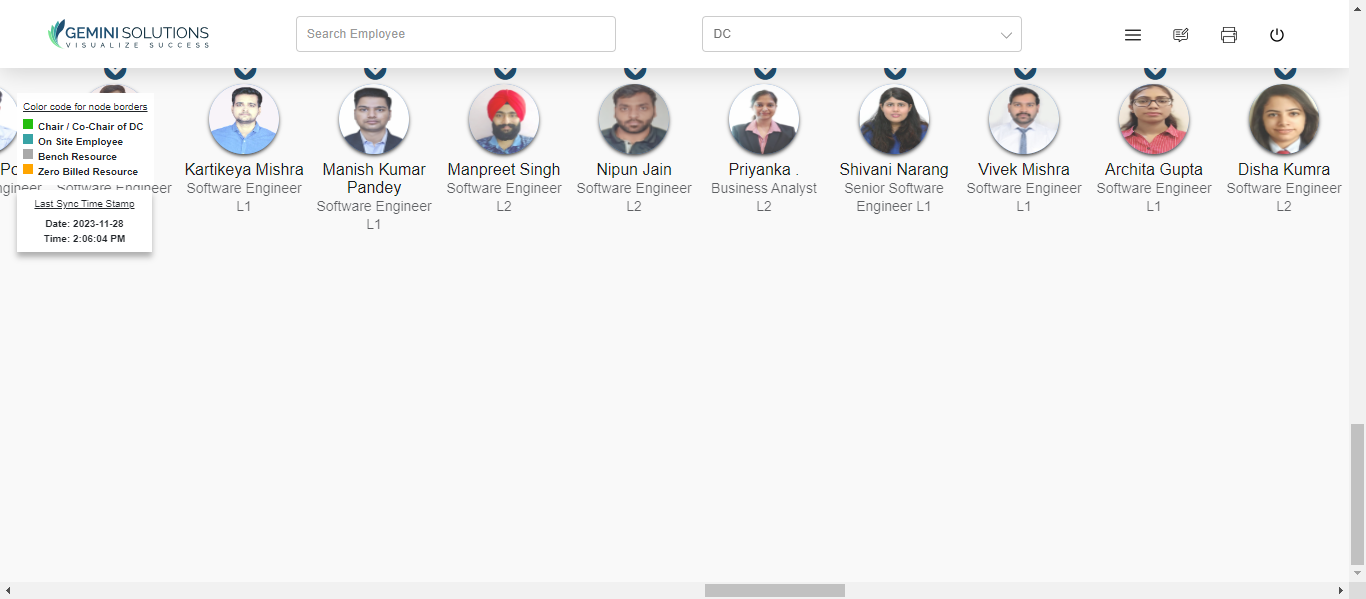 GEMINI SOLUTIONS
VISUALIZE SUCCESS
Search Employee
DC
Color code for node borders
Chair / Co-Chair of DC
On Site Employee
Bench Resource
Zero Billed Resource
Last Sync Time Stamp
Date: 2023-11-28
Time: 2:06:04 PM
Software Engineer
Kartikeya Mishra
Software Engineer
L1
Manish Kumar
Pandey
Software Engineer
L1
Manpreet Singh
Software Engineer
L2
Nipun Jain
Software Engineer
L2
Priyanka .
Business Analyst
L2
Shivani Narang
Senior Software
Engineer L1
Vivek Mishra
Software Engineer
L1
Archita Gupta
Software Engineer
L1
Disha Kumra
Software Engineer
L2